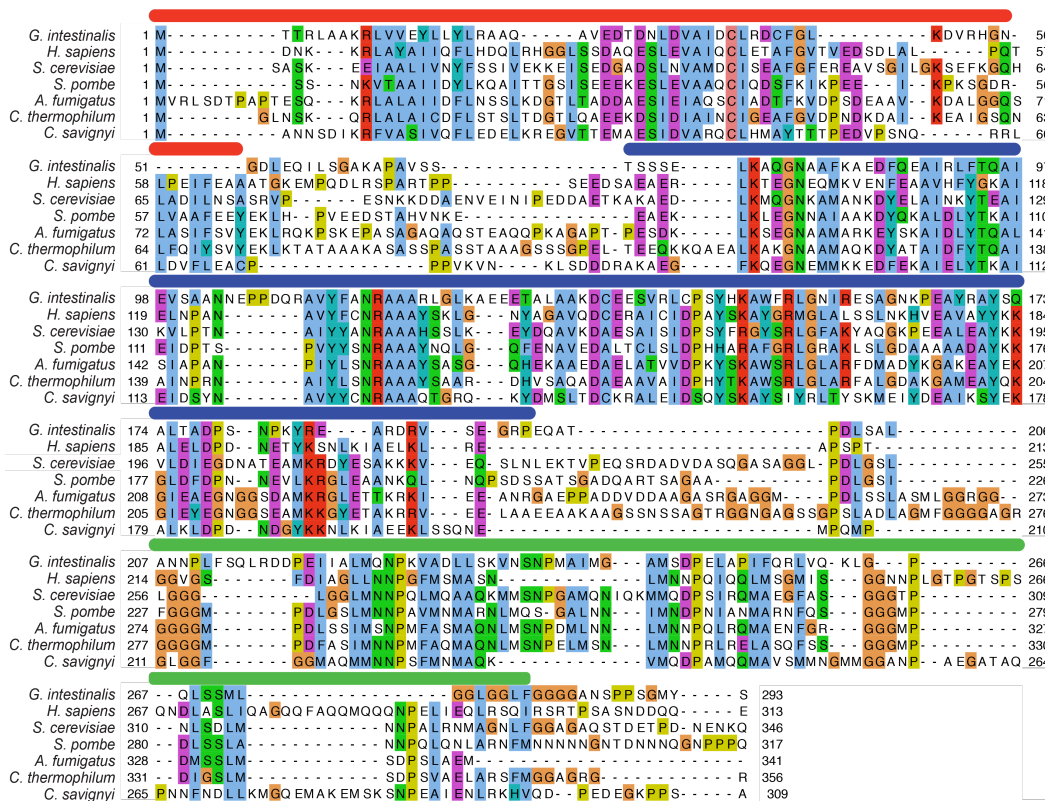 G. intestinalis 1 M----------TTRLAAKRLVVEYLLYLRAAQ----AVEDTDNLDVAIDCLRDCFGL-------KDVRHGN 50
H. sapiens 1 M----------DNK--KRLAYAIIQFLHDQLRHGGLSSDAQESLEVAIQCLETAFGVTVEDSDLAL----PQT 57
S. cerevisiae 1 M---------SASK---EEIAALIVNYFSSIVEKKEISEDGADSLNVAMDCISEAFGFEREAVSGILGKSEFKGQH 64
S. pombe 1 M----------SS---NKVTAAIIDYLKQAITTGSISEEEKESLEVAAQCIQDSFKIKPEE----KPKSGDR 56
A. fumigatus 1 MVRLSDTPAPTESQ--KRLALAIIDFLNSSLKDGTLTADDAESIEIAQSCIADTFKVDPSDEAAV-KDALGGQS 71
C. thermophilum 1 M--------GLNSK-QRLALAICDFLSTSLKDGTLTQEDAESIDIAINCIGEAFGVDPNDKAAV-KEAIGSQN 63
C. savignyi 1 M--------ANNSDIKRFVASIVQFLEDELKREGVTTEMAESIDVARQCLHMAYTTTPEDVPSNQ----RRL 60
G. intestinalis 51 --------GDLEQILSGAKAPAVSS-----------------TSSSE---------LKAQGNAAFKAEDFQEAIRLFTQAI 97
H. sapiens 58 LPEIFEAAATGKEMPQDLRSPARTPP-----------SEEDSAEAER----LKTEGNEQMKVENFEAAVHFYGKAI 118
S. cerevisiae 65 LADILNSASRVP-----ESNKKDDAENVEINIPEDDAETKAKAED----LKMQGNKAMANKDYELAINKYTEAI 129
S. pombe 57 LVAAFEEYEKLH--PVEEDSTAHVNKE--------------EAEK-----LKLEGNNAIAAKDYQKALDLYTKAI 110
A. fumigatus 72 LASIFSVYEKLRQKPSKEPASAGAQAQSTEAQQPKAGAPT-PESDK----LKSEGNAAMARKEYPKAIDLYTQAL 141
C. thermophilum 64 LFQIYSVYEKLKTATAAAKASASSPASSTAAAGSSSGPEL-TEEQKKQAEALKAKGNAAMAQKDYATAIDFYTQAI 138
C. savignyi 61 LDVFLEACP--------------PPVKVN----KLSDDDRAKAEG-----FKQEGNEMMKKEDFEKAIELYTKAI 112
G. intestinalis 98 EVSAANNEPPDQRAVYFANRAAARLGLKAEEETALAAKDCEESVRLCPSYHKAWFRLGNIRESAGNKPEAYRAYSQ 173
H. sapiens 119 ELNPAN-------AVYFCNRAAAYSKLG---NYAGAVQDCERAICIDPAYSKAYGRMGLALSSLNKHVEAVAYYKK 184
S. cerevisiae 130 KVLPTN-------AIYYANRAAAHSSLK---EYDQAVKDAESAISIDPSYFRGYSRLGFAKYAQGKPEEALEAYKK 195
S. pombe 111 EIDPTS-------PVYYSNRAAAYNQLG---QFENAVEDALTCLSLDPHHARAFGRLGRAKLSLGDAAAAADAYKK 176
A. fumigatus 142 SIAPAN-------PIYLSNRAAAYSASG---QHEKAAEDAELATVVDPKYSKAWSRLGLARFDMADYKGAKEAYEK 207
C. thermophilum 139 AINPRN-------AIYLSNRAAAYSAAR---DHVSAQADAEAAVAIDPHYTKAWSRLGLARFALGDAKGAMEAYQK 204
C. savignyi 113 EIDSYN-------AVYYCNRAAAQTGRQ---KYDMSLTDCKRALEIDSQYSKAYSIYRLTYSKMEIYDEAIKSYEK 178
G. intestinalis 174 ALTADPS--NPKYRE----ARDRV---SE-GRPEQAT-----------------------PDLSAL------- 206
H. sapiens 185 ALELDPD--NETYKSNLKIAELKL---RE------------------------------APSPT-------- 213
S. cerevisiae 196 VLDIEGDNATEAMKRDYESAKKKV---EQ-SLNLEKTVPEQSRDADVDASQGASAGGL-PDLGSL------- 255
S. pombe 177 GLDFDPN--NEVLKRGLEAANKQL---NQPSDSSATSGADQARTSAGAA------PDLGSI------- 226
A. fumigatus 208 GIEAEGNGGSDAMKRGLETTKRKI---EE-ANRGAEPPADDVDDAAGASRGAGGM----PDLSSLASMLGGRGG-- 273
C. thermophilum 205 GIEYEGNGGSEAMKKGYETAKRRV---EE-LAAEEAAKAAGSSNSSAGTRGGNGAGSSGPSLADLAGMFGGGGAGR 276
C. savignyi 179 ALKLDPD--NDGYKKNLKIAEEKLSSQNE-----------------------------MPQMP-------- 210
G. intestinalis 207 ANNPLFSQLRDDPEIIALMQNPKVADLLSKVNSNPMAIMG---AMSDPELAPIFRLVQ-KLG----P------- 266
H. sapiens 214 GGVGS-------FDIAGLLNNPGFMSMASN-------------LMNNPQIQQLMSGMIS---GGNNPLGTPGTSPS 266
S. cerevisiae 256 LGGG----------LGGLMNNPQLMQAAQKMMSNPGAMQNIQKMMQDPSIRQMAEGFAS---GGGTP--------- 309
S. pombe 227 FGGGM-------PDLGSLMNNPAVMNMARNLMQS-GALNN---IMNDPNIANMARNFQS---GGGMP--------- 279
A. fumigatus 274 GGGGM-------PDLSSIMSNPMFASMAQNLMSNPDMLNN---LMNNPQLRQMAENFGR---GGGMP--------- 327
C. thermophilum 277 GGGGM-------PDFASLMNNPMFMQMAQNLMSNPELMSN---LMNNPRLRELASQFSS---GGGMP--------- 330
C. savignyi 211 GLGGF-------GGMAQMMNNPSFMNMAQK-------------VMQDPAMQQMAVSMMNGMMGGANP--AEGATAQ 264
G. intestinalis 267 --QLSSML------------------GGLGGLFGGGGANSPPSGMY-----S 293
H. sapiens 267 QNDLASLIQAGQQFAQQMQQQNPELIEQLRSQIRSRTPSASNDDQQ----E 313
S. cerevisiae 310 --NLSDLM------------NNPALRNMAGNLFGGAGAQSTDETPD-NENKQ 346
S. pombe 280 --DLSSLA------------NNPQLQNLARNFMNNNNNGNTDNNNQGNPPPQ 317
A. fumigatus 328 --DMSSLM------------SDPSLAEM----------------------- 341
C. thermophilum 331 --DIGSLM------------SDPSVAELARSFMGGAGRG------------R 356
C. savignyi 265 PNNFNDLLKMGQEMAKEMSKSNPEAIENLRKHVQD--PEDEGKPPS-----A 309